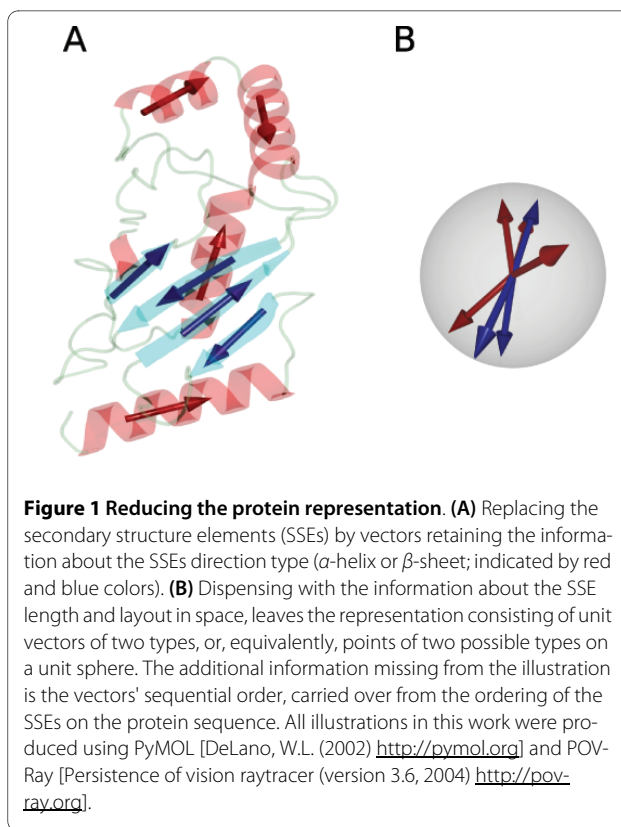 A
B
Figure 1 Reducing the protein representation. (A) Replacing the
secondary structure elements (SSEs) by vectors retaining the informa-
tion about the SSEs direction type (α-helix or β-sheet; indicated by red
and blue colors). (B) Dispensing with the information about the SSE
length and layout in space, leaves the representation consisting of unit
vectors of two types, or, equivalently, points of two possible types on
a unit sphere. The additional information missing from the illustration
is the vectors' sequential order, carried over from the ordering of the
SSEs on the protein sequence. All illustrations in this work were pro-
duced using PyMOL [DeLano, W.L. (2002) http://pymol.org] and POV-
Ray [Persistence of vision raytracer (version 3.6, 2004) http://pov-
ray.org].